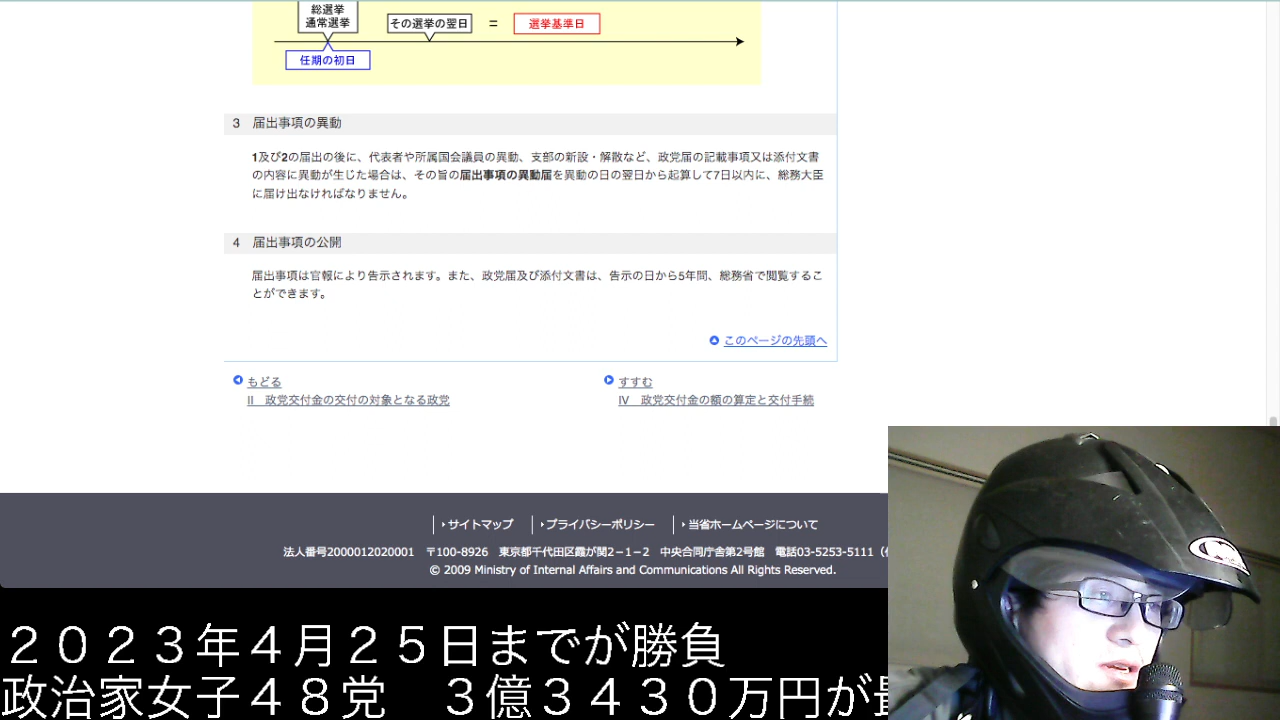 総選挙
通常選挙
その選挙の翌日 = 選挙基準日
任期の初日
3 届出事項の異動
1及び2の届出の後に、代表者や所属国会議員の異動、支部の新設・解散など、政党届の記載事項又は添付文書
の内容に異動が生じた場合は、その旨の届出事項の異動届を異動の日の翌日から起算して7日以内に、総務大臣
に届け出なければなりません。
4 届出事項の公開
届出事項は官報により告示されます。また、政党届及び添付文書は、告示の日から5年間、総務省で閲覧するこ
とができます。
このページの先頭へ
もどる
II 政党交付金の交付の対象となる政党
すすむ
IV 政党交付金の額の算定と交付手続
サイトマップ
プライバシーポリシー
当省ホームページについて
法人番号2000012020001 〒100-8926 東京都千代田区霞が関2−1−2 中央合同庁舎第2号館 電話03-5253-5111
© 2009 Ministry of Internal Affairs and Communications All Rights Reserved.
２０２３年４月２５日までが勝負
政治家女子４８党 ３億３４３０万円が